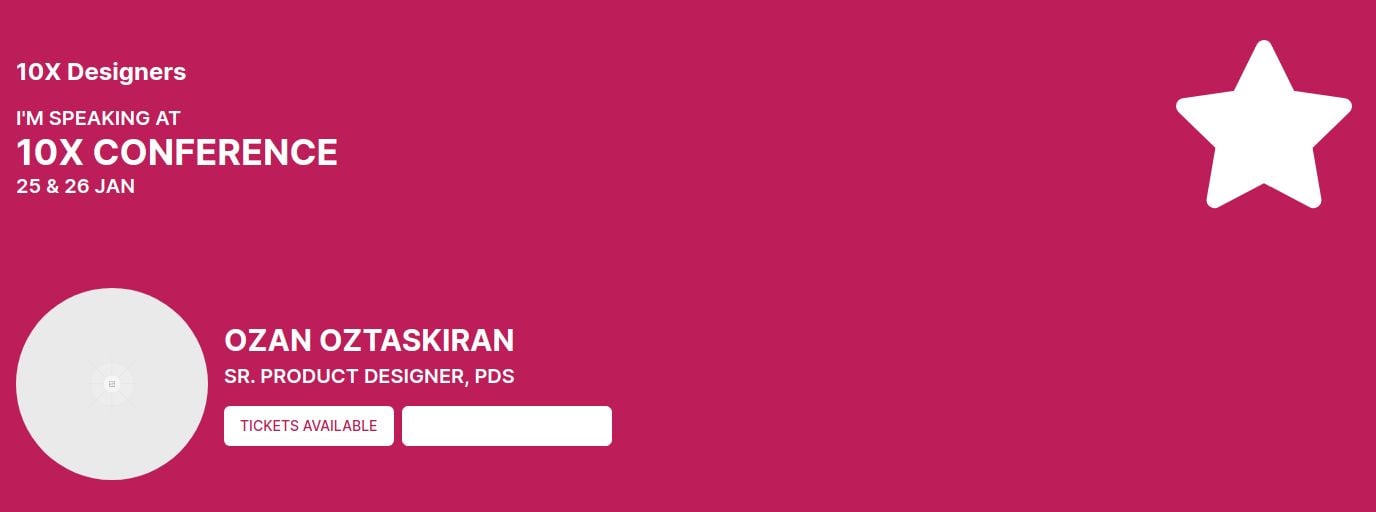 10X Designers
I'M SPEAKING AT
10X CONFERENCE
25 & 26 JAN
OZAN OZTASKIRAN
SR. PRODUCT DESIGNER, PDS
TICKETS AVAILABLE